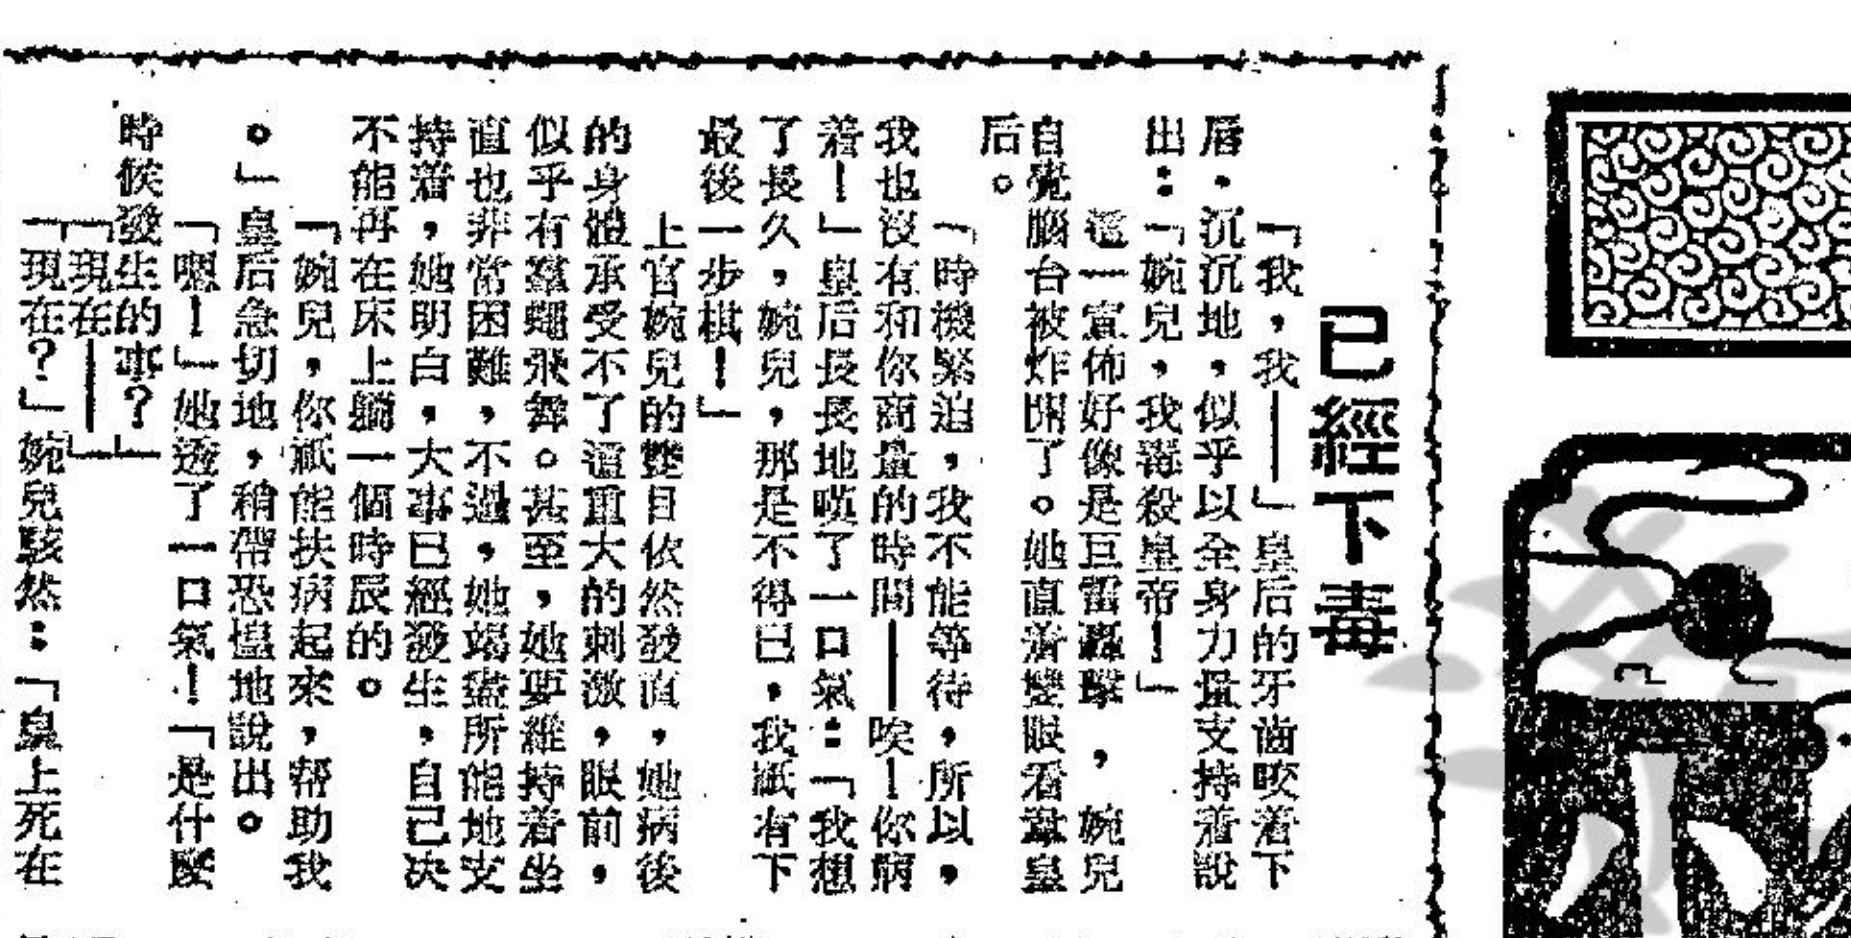 已經下毒
「我，我——」皇后的牙齒咬着下
唇．沉沉地，似乎以全身力量支持着說
出：「婉兒，我毒殺皇帝！」
這一宣佈好像是巨雷轟擊，婉兒
自覺腦台被炸開了。她直着雙眼看着皇
后。
「時機緊迫，我不能等待，所以，
我也沒有和你商量的時間——唉！你病
着！」皇后長長地嘆了一口氣：「我想
了長久，婉兒，那是不得已，我祇有下
最後一步棋！」
上官婉兒的雙目依然發直，她病後
的身體承受不了這重大的刺激，眼前，
似乎有羣蠅飛舞。甚至，她要維持着坐
直也非常困難，不過，她竭盡所能地支
持着，她明白，大事已經發生，自己決
不能再在床上躺一個時辰的。
「婉兒，你祇能扶病起來，帮助我
。」皇后急切地，稍帶恐惶地說出。
「嗯！」她透了一口氣！「是什麼
時候發生的事？」
「現在——」
「現在？」婉兒駭然：「皇上死在